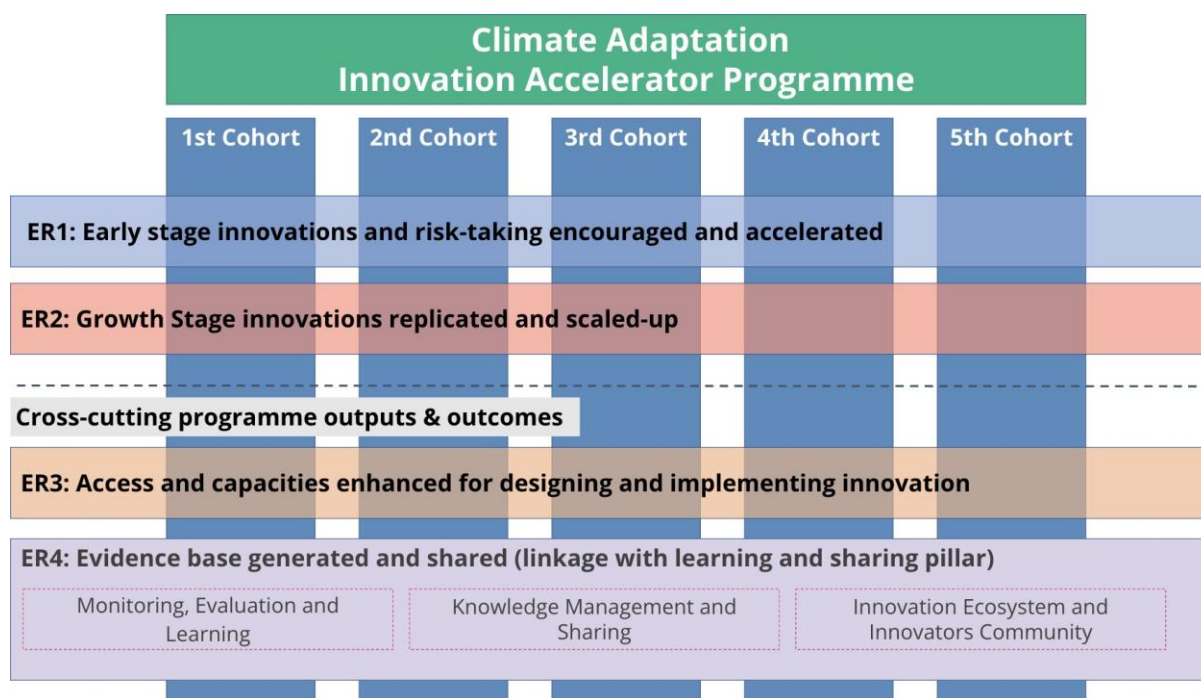 Climate Adaptation
Innovation Accelerator Programme
1st Cohort
2nd Cohort
3rd Cohort
4th Cohort
5th Cohort
ER1: Early stage innovations and risk-taking encouraged and accelerated
ER2: Growth Stage innovations replicated and scaled-up
Cross-cutting programme outputs & outcomes
ER3: Access and capacities enhanced for designing and implementing innovation
ER4: Evidence base generated and shared (linkage with learning and sharing pillar)
Monitoring, Evaluation and
Learning
Knowledge Management and
Sharing
Innovation Ecosystem and
Innovators Community